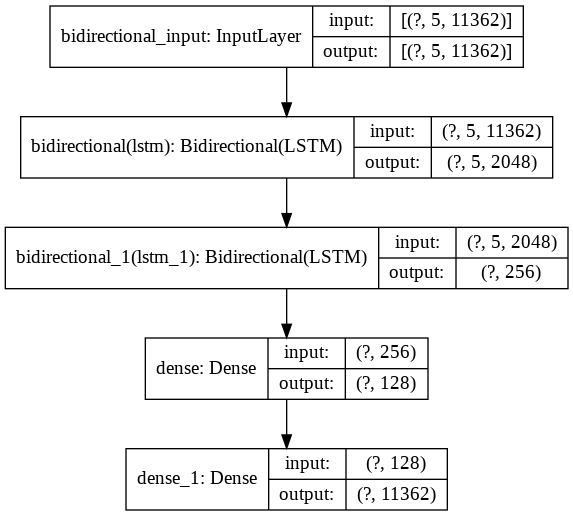 bidirectional_input: InputLayer
input:
[(?, 5, 11362)]
output:
[(?, 5, 11362)]
bidirectional(lstm): Bidirectional(LSTM)
input:
(?, 5, 11362)
output:
(?, 5, 2048)
bidirectional_1(lstm_1): Bidirectional(LSTM)
input:
(?, 5, 2048)
output:
(?, 256)
dense: Dense
input:
(?, 256)
output:
(?, 128)
dense_1: Dense
input:
(?, 128)
output:
(?, 11362)